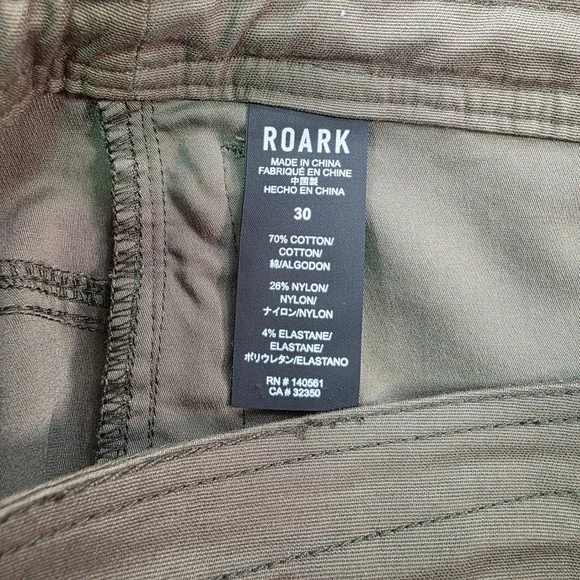 ROARK
MADE IN CHINA
FABRIQUÉ EN CHINE
中国製
HECHO EN CHINA
30
70% COTTON/
COTTON/
綿/ALGODON
26% NYLON/
NYLON/
ナイロン/NYLON
4% ELASTANE/
ELASTANE/
ポリウレタン/ELASTANO
RN # 140561
CA # 32350